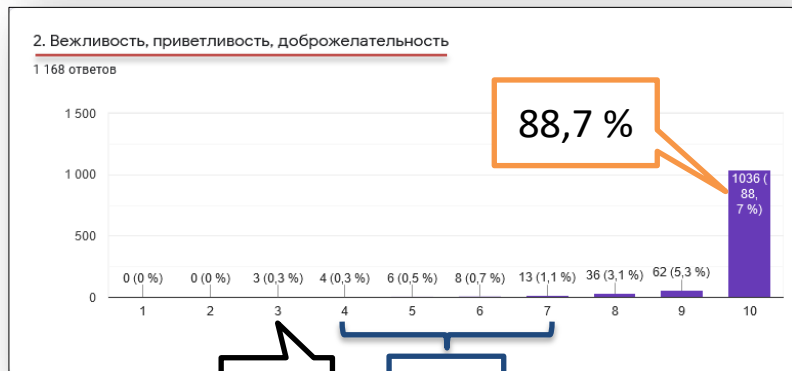 2. Вежливость, приветливость, доброжелательность
1 168 ответов
88,7 %
1 500
1 000
500
0
0 (0 %) 0 (0 %) 3 (0,3 %) 4 (0,3 %) 6 (0,5 %) 8 (0,7 %) 13 (1,1 %) 36 (3,1 %) 62 (5,3 %)
1036 (
88,
7 %)
1 2 3 4 5 6 7 8 9 10